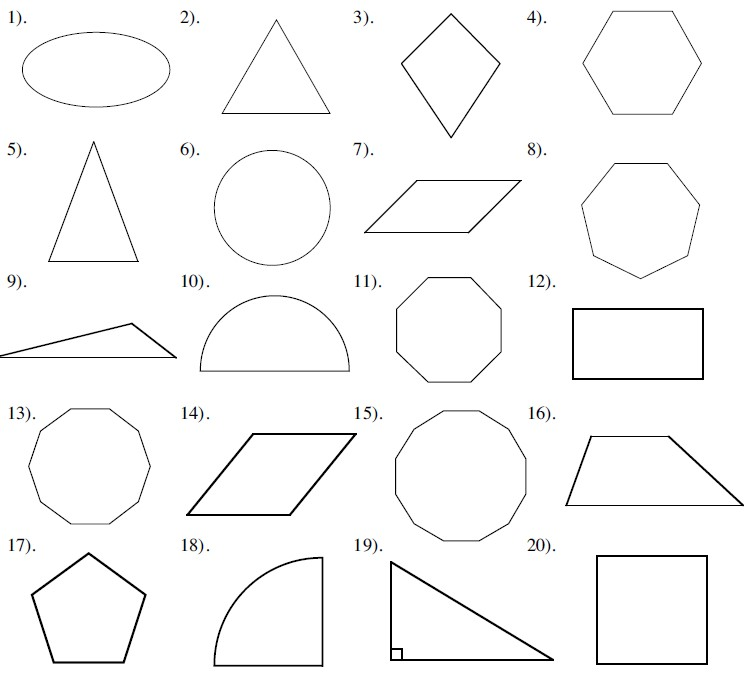 1). 2). 3). 4).
5). 6). 7). 8).
9). 10). 11). 12).
13). 14). 15). 16).
17). 18). 19). 20).